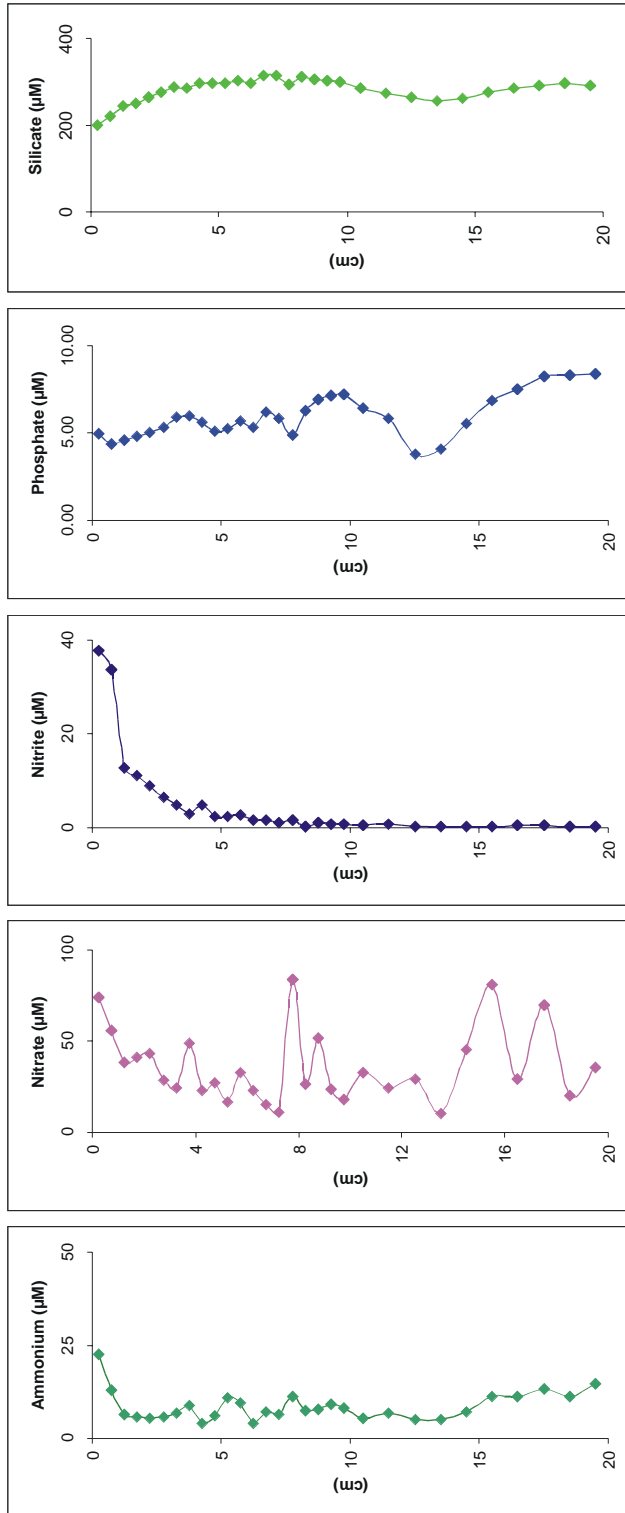 Ammonium (µM)
0 25 50
0
5
(cm)
10
15
20
Nitrate (µM)
0 50 100
0
4
8
(cm)
12
16
20
Nitrite (µM)
0 20 40
0
5
(cm)
10
15
20
Phosphate (µM)
0.00 5.00 10.00
0
5
(cm)
10
15
20
Silicate (µM)
0 200 400
0
5
(cm)
10
15
20